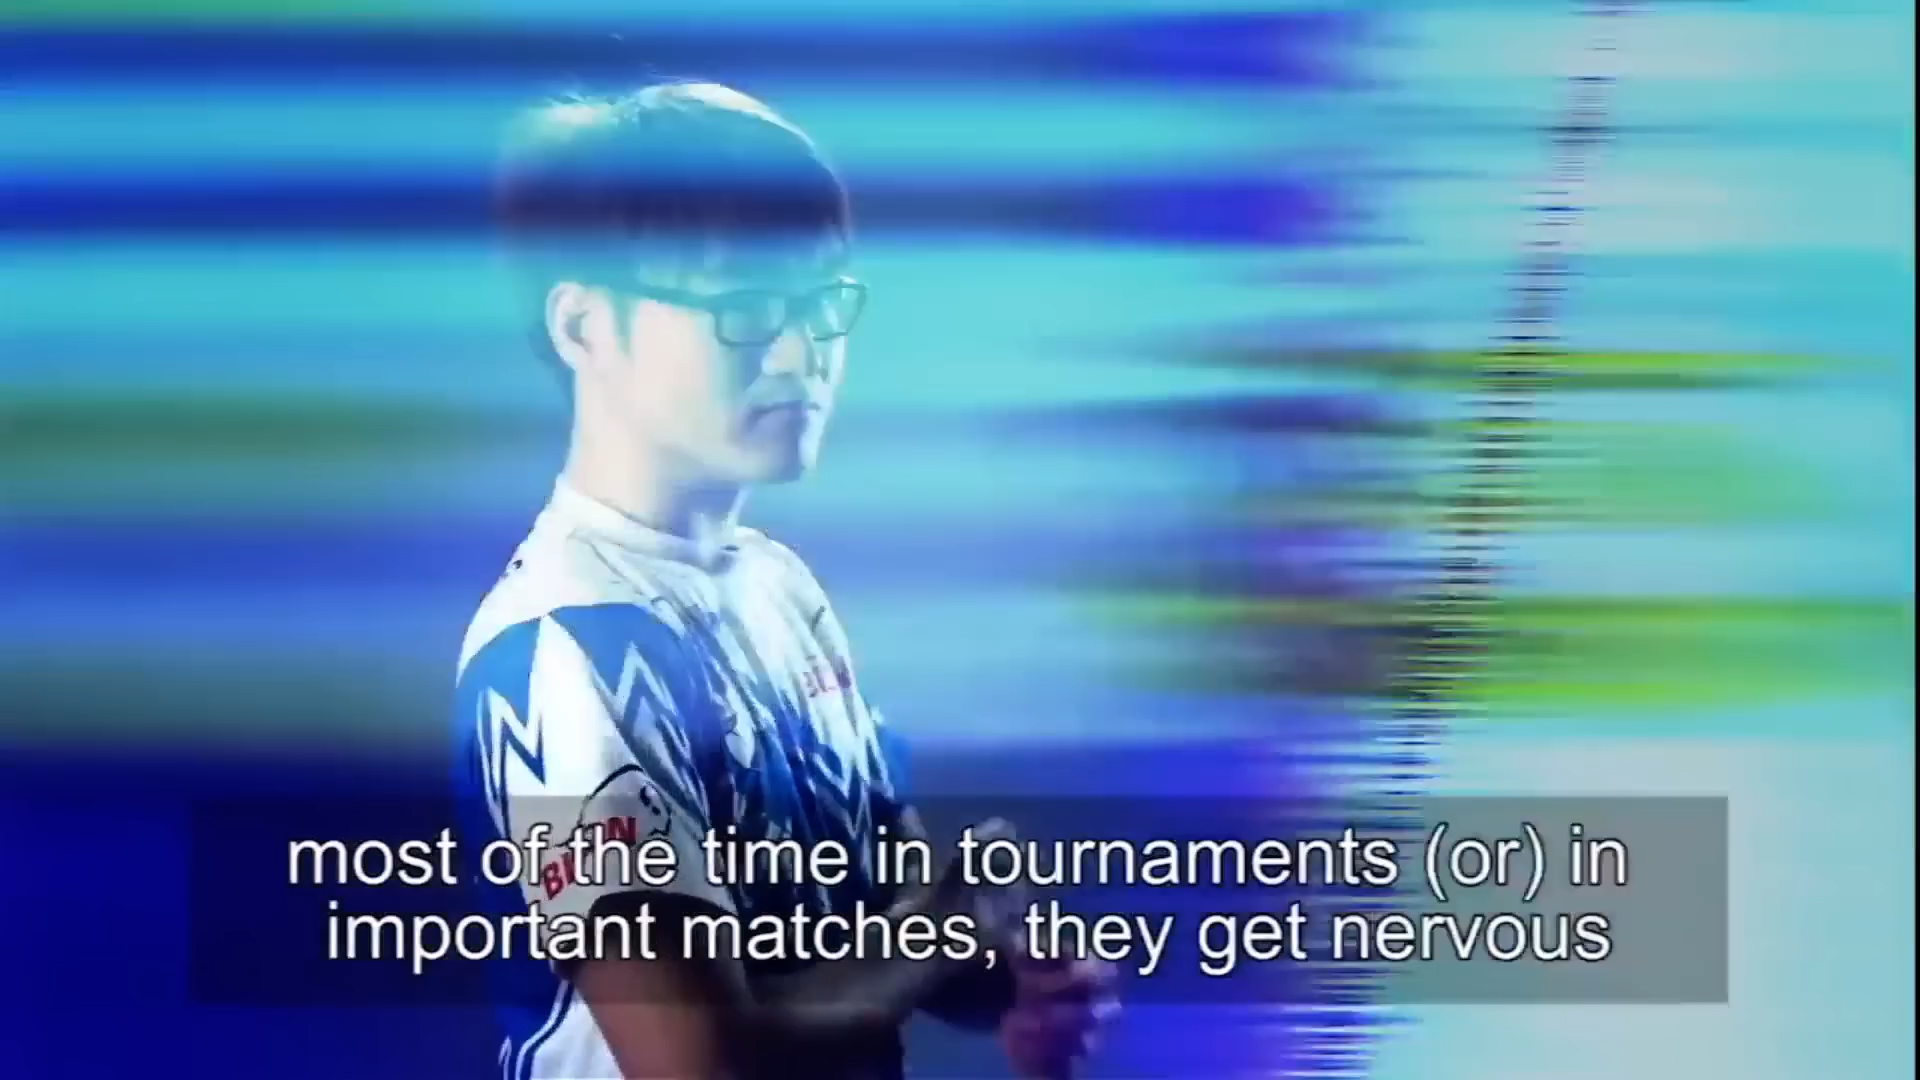 most of the time in tournaments (or) in
important matches, they get nervous